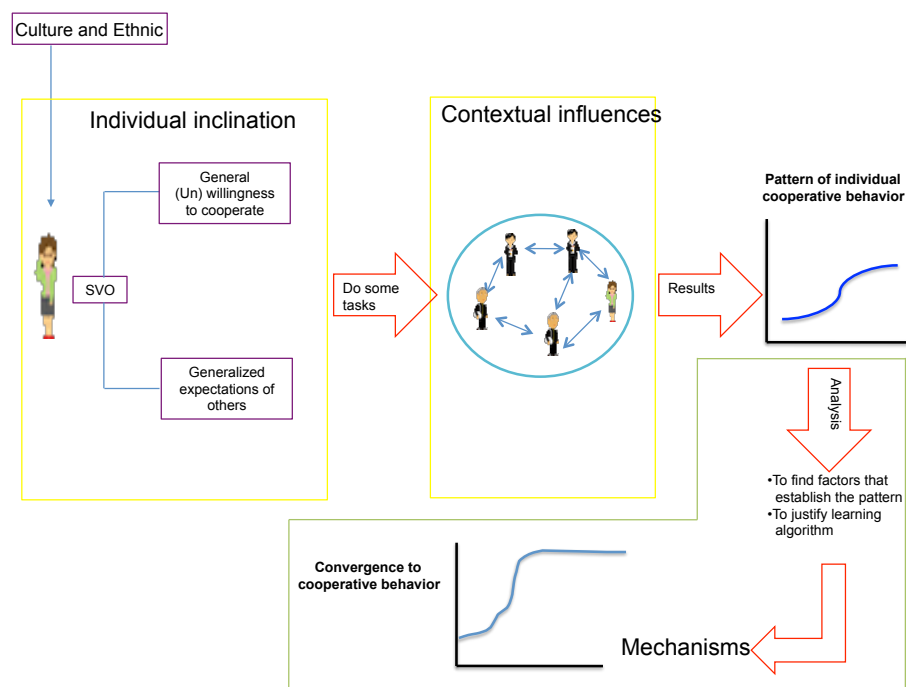 Culture and Ethnic
Individual inclination
General
(Un) willingness
to cooperate
SVO
Generalized
expectations of
others
Do some
tasks
Contextual influences
Results
Pattern of individual
cooperative behavior
Analysis
•To find factors that
establish the pattern
•To justify learning
algorithm
Mechanisms
Convergence to
cooperative behavior